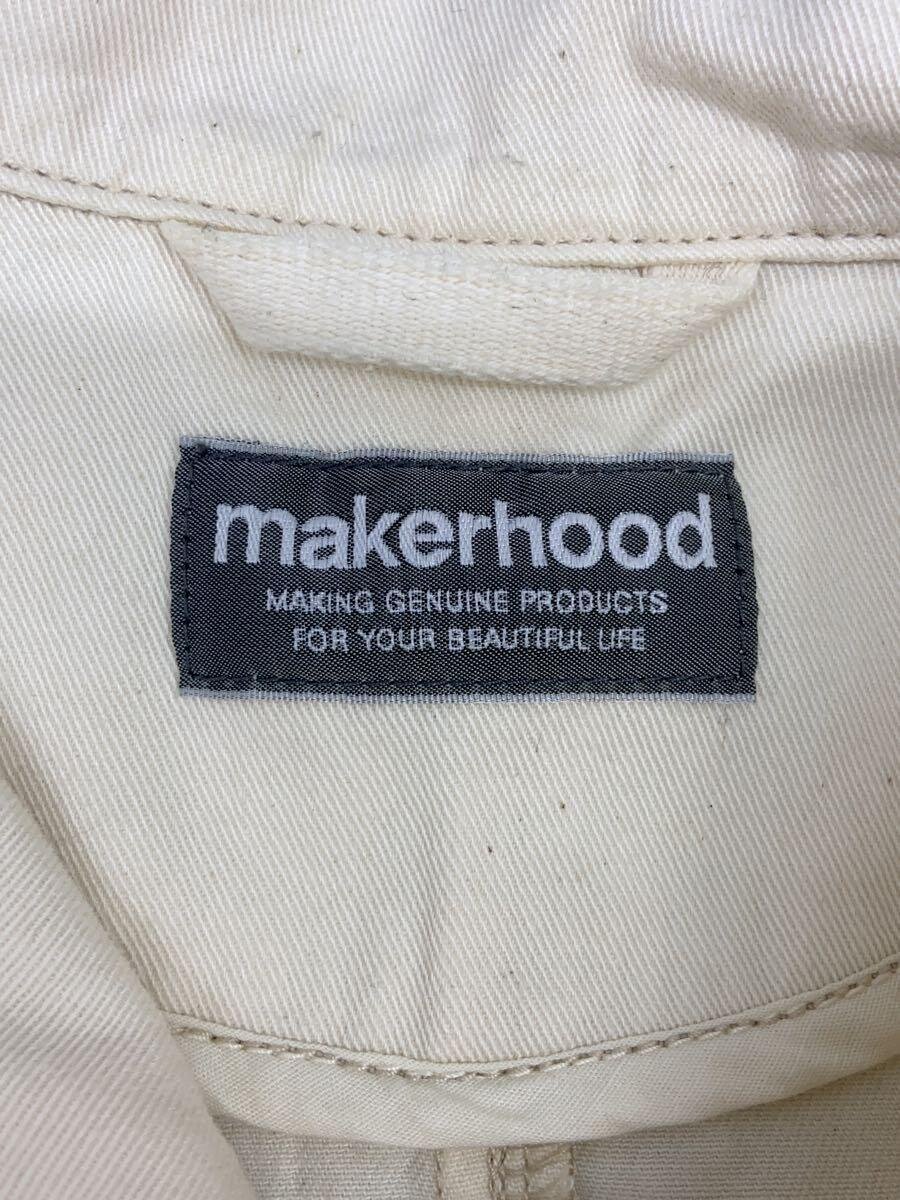 makerhood
MAKING GENUINE PRODUCTS
FOR YOUR BEAUTIFUL LIFE